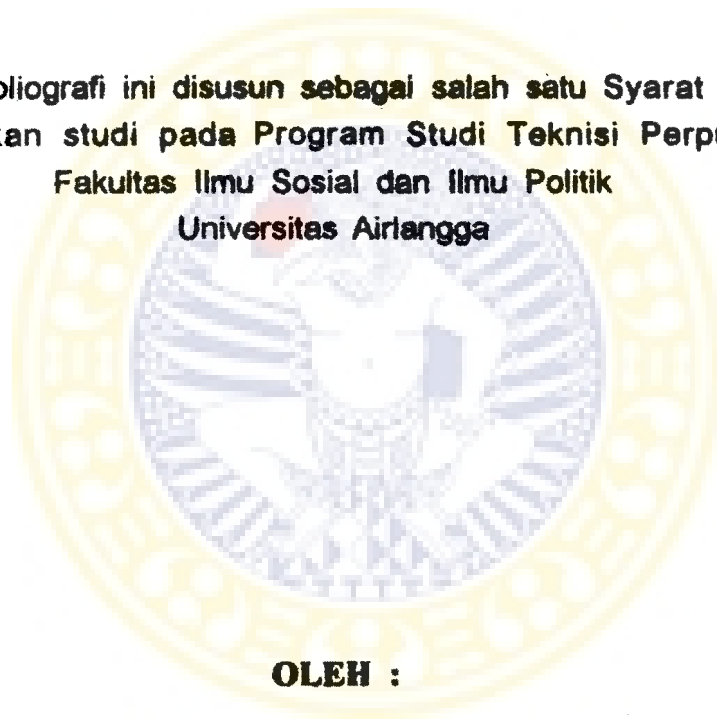 bliografi ini disusun sebagai salah satu Syarat
kan studi pada Program Studi Teknisi Perpu
Fakultas Ilmu Sosial dan Ilmu Politik
Universitas Airlangga
OLEH :